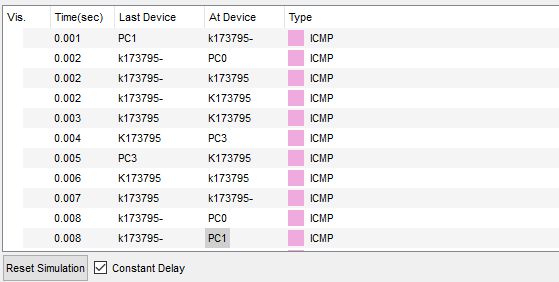 Vis. Time(sec) Last Device At Device Type
0.001 PC1 k173795- ICMP
0.002 k173795- PC0 ICMP
0.002 k173795- k173795 ICMP
0.002 k173795- K173795 ICMP
0.003 k173795 K173795 ICMP
0.004 K173795 PC3 ICMP
0.005 PC3 K173795 ICMP
0.006 K173795 k173795 ICMP
0.007 k173795 k173795- ICMP
0.008 k173795- PC0 ICMP
0.008 k173795- PC1 ICMP
Reset Simulation Constant Delay